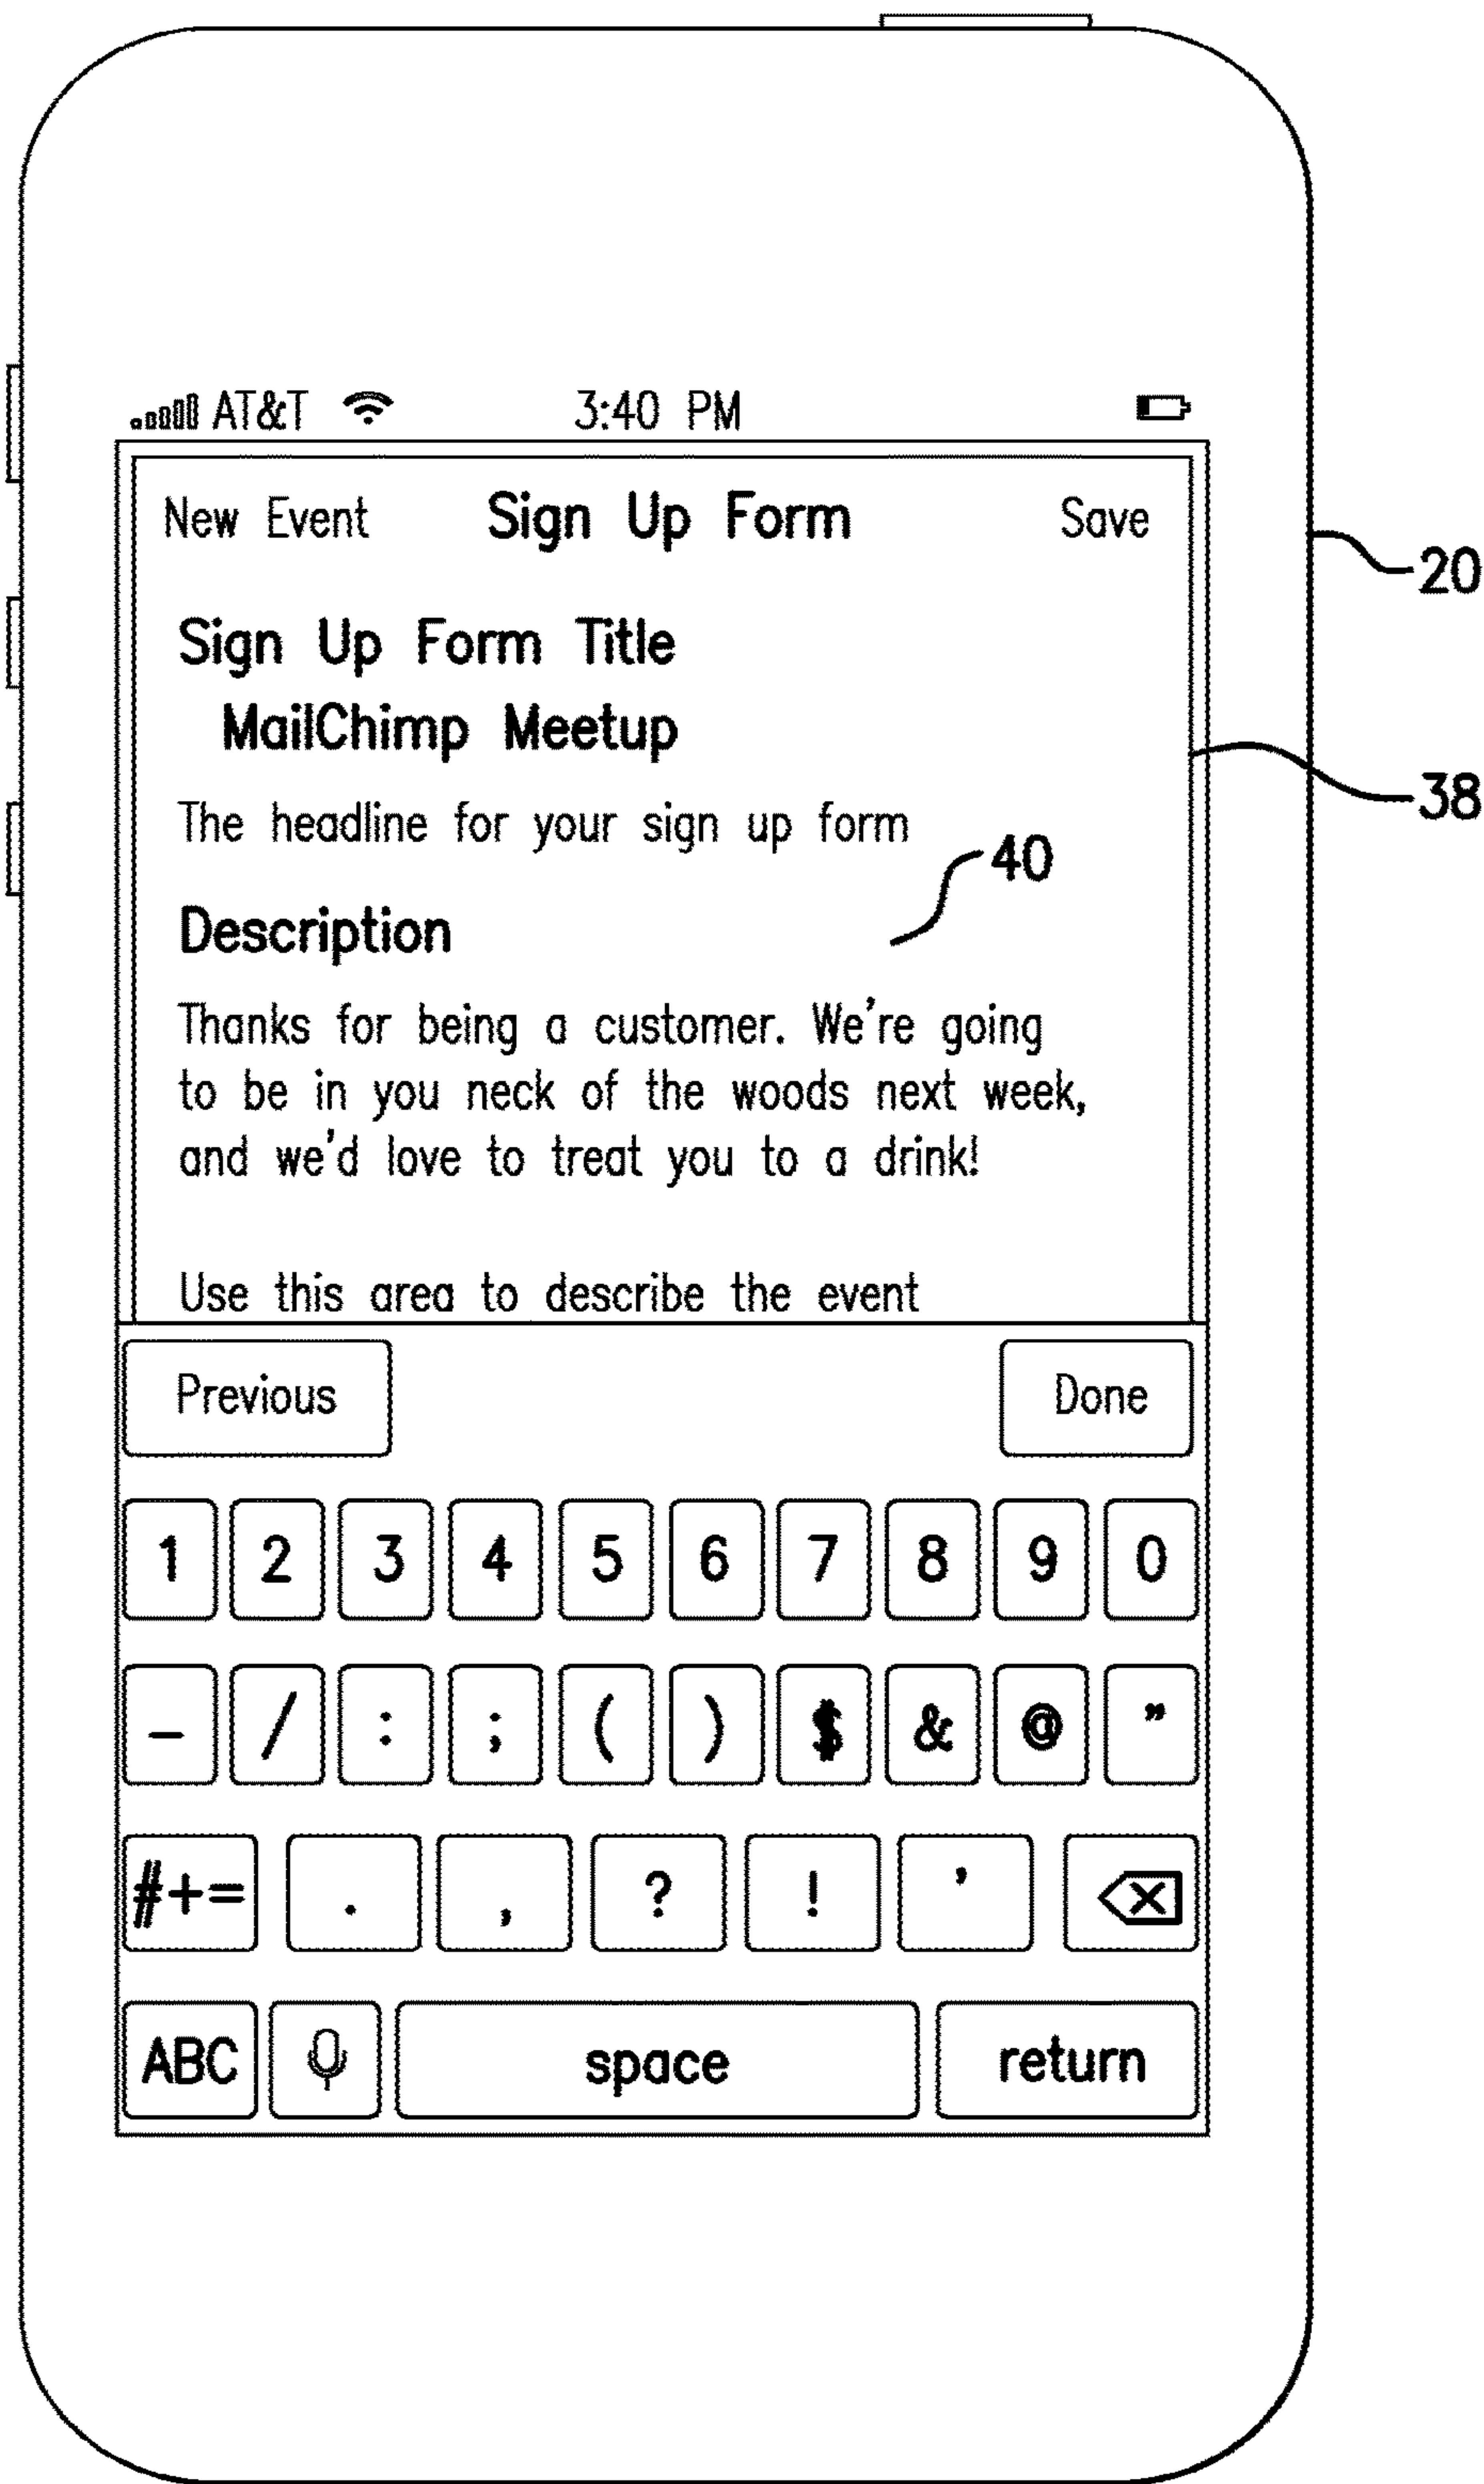 AT&T 3:40 PM
New Event Sign Up Form Save
20
Sign Up Form Title
MailChimp Meetup
38
The headline for your sign up form
40
Description
Thanks for being a customer. We're going
to be in you neck of the woods next week,
and we'd love to treat you to a drink!
Use this area to describe the event
Previous Done
1 2 3 4 5 6 7 8 9 0
– / : ; ( ) $ & @ ”
#+= . , ? ! ’
ABC space return